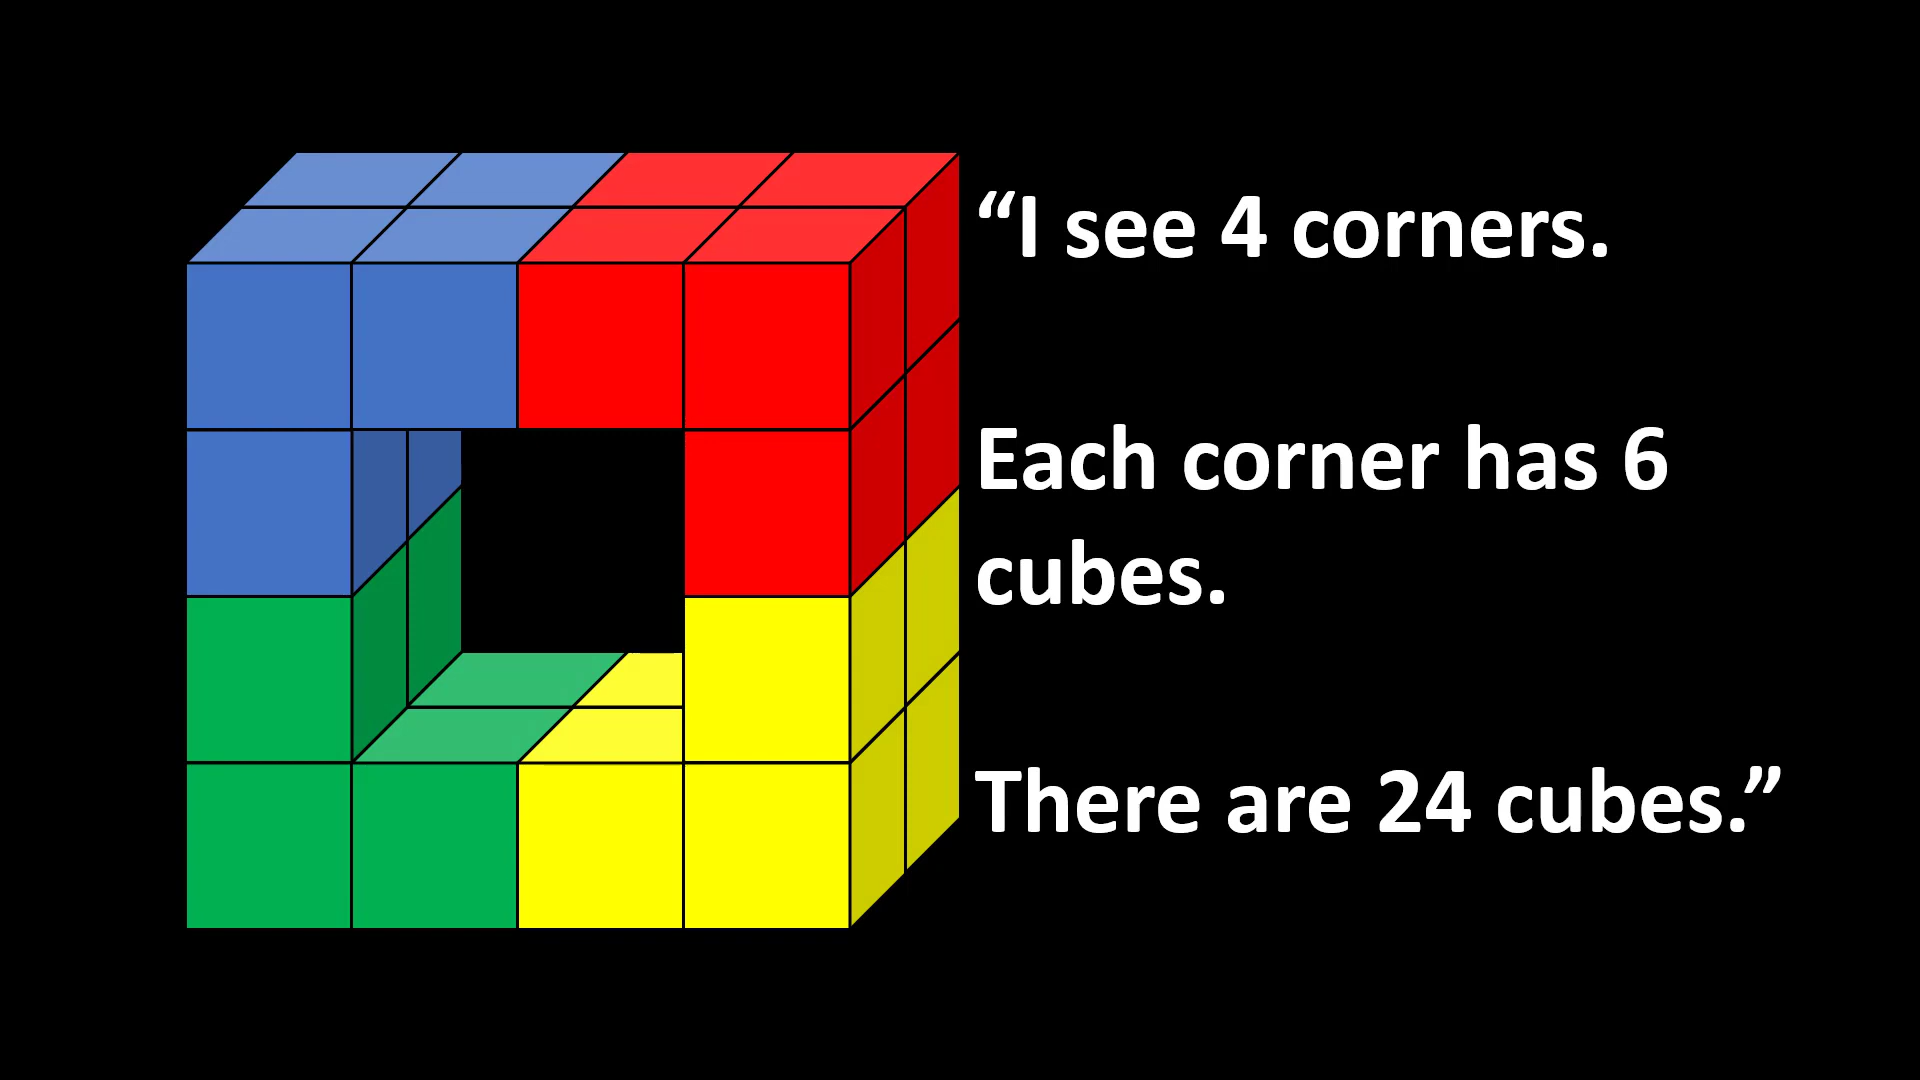 “I see 4 corners.
Each corner has 6
cubes.
There are 24 cubes.”